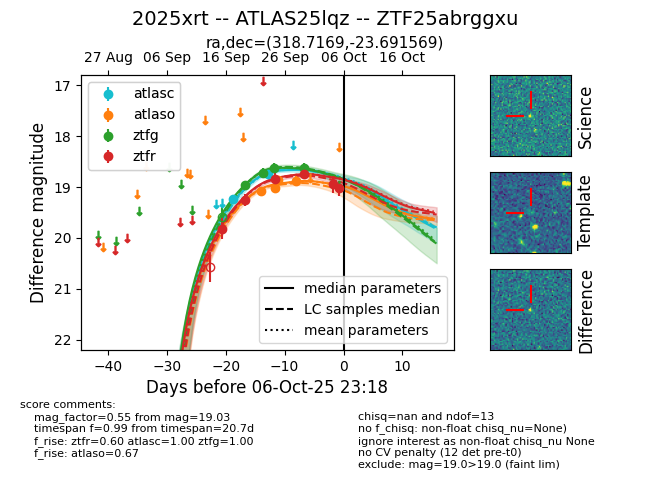 2025xrt -- ATLAS25lqz -- ZTF25abrggxu
ra,dec=(318.7169,-23.691569)
27 Aug 06 Sep 16 Sep 26 Sep 06 Oct 16 Oct
17
18
19
20
21
22
Difference magnitude
atlasc
atlaso
ztfg
ztfr
median parameters
LC samples median
mean parameters
−40 −30 −20 −10 0 10
Days before 06-Oct-25 23:18
Science
Template
Difference
score comments:
mag_factor=0.55 from mag=19.03
timespan f=0.99 from timespan=20.7d
f_rise: ztfr=0.60 atlasc=1.00 ztfg=1.00
f_rise: atlaso=0.67
chisq=nan and ndof=13
no f_chisq: non-float chisq_nu=None)
ignore interest as non-float chisq_nu None
no CV penalty (12 det pre-t0)
exclude: mag=19.0>19.0 (faint lim)